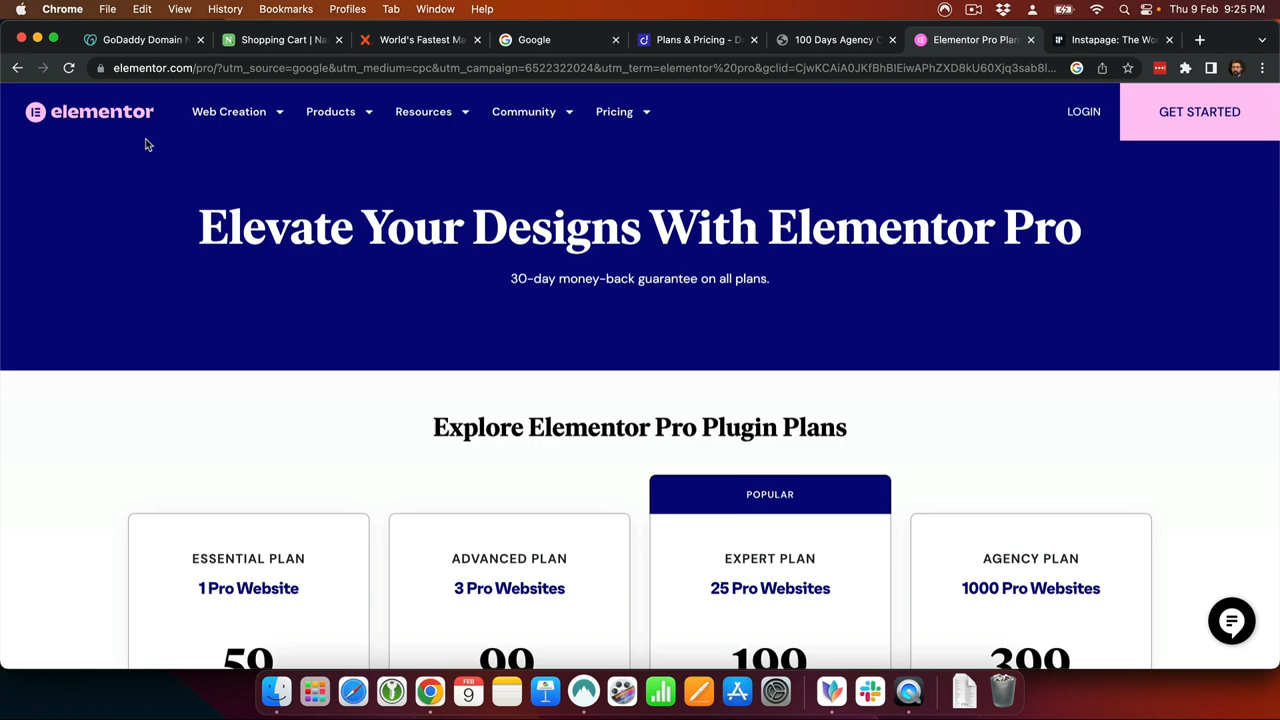 Chrome File Edit View History Bookmarks Profiles Tab Window Help Thu 9 Feb 9:25 PM
GoDaddy Domain N Shopping Cart | Na World's Fastest Ma Google Plans & Pricing - D 100 Days Agency C Elementor Pro Plan Instapage: The Wor
elementor.com/pro/?utm_source=google&utm_medium=cpc&utm_campaign=6522322024&utm_term=elementor%20pro&gclid=CjwKCAiA0JKfBhBIEiwAPhZXD8kU60Xjq3sab8l...
elementor Web Creation Products Resources Community Pricing LOGIN GET STARTED
Elevate Your Designs With Elementor Pro
30-day money-back guarantee on all plans.
Explore Elementor Pro Plugin Plans
POPULAR
ESSENTIAL PLAN ADVANCED PLAN EXPERT PLAN AGENCY PLAN
1 Pro Website 3 Pro Websites 25 Pro Websites 1000 Pro Websites
59 99 199 399
FEB
9